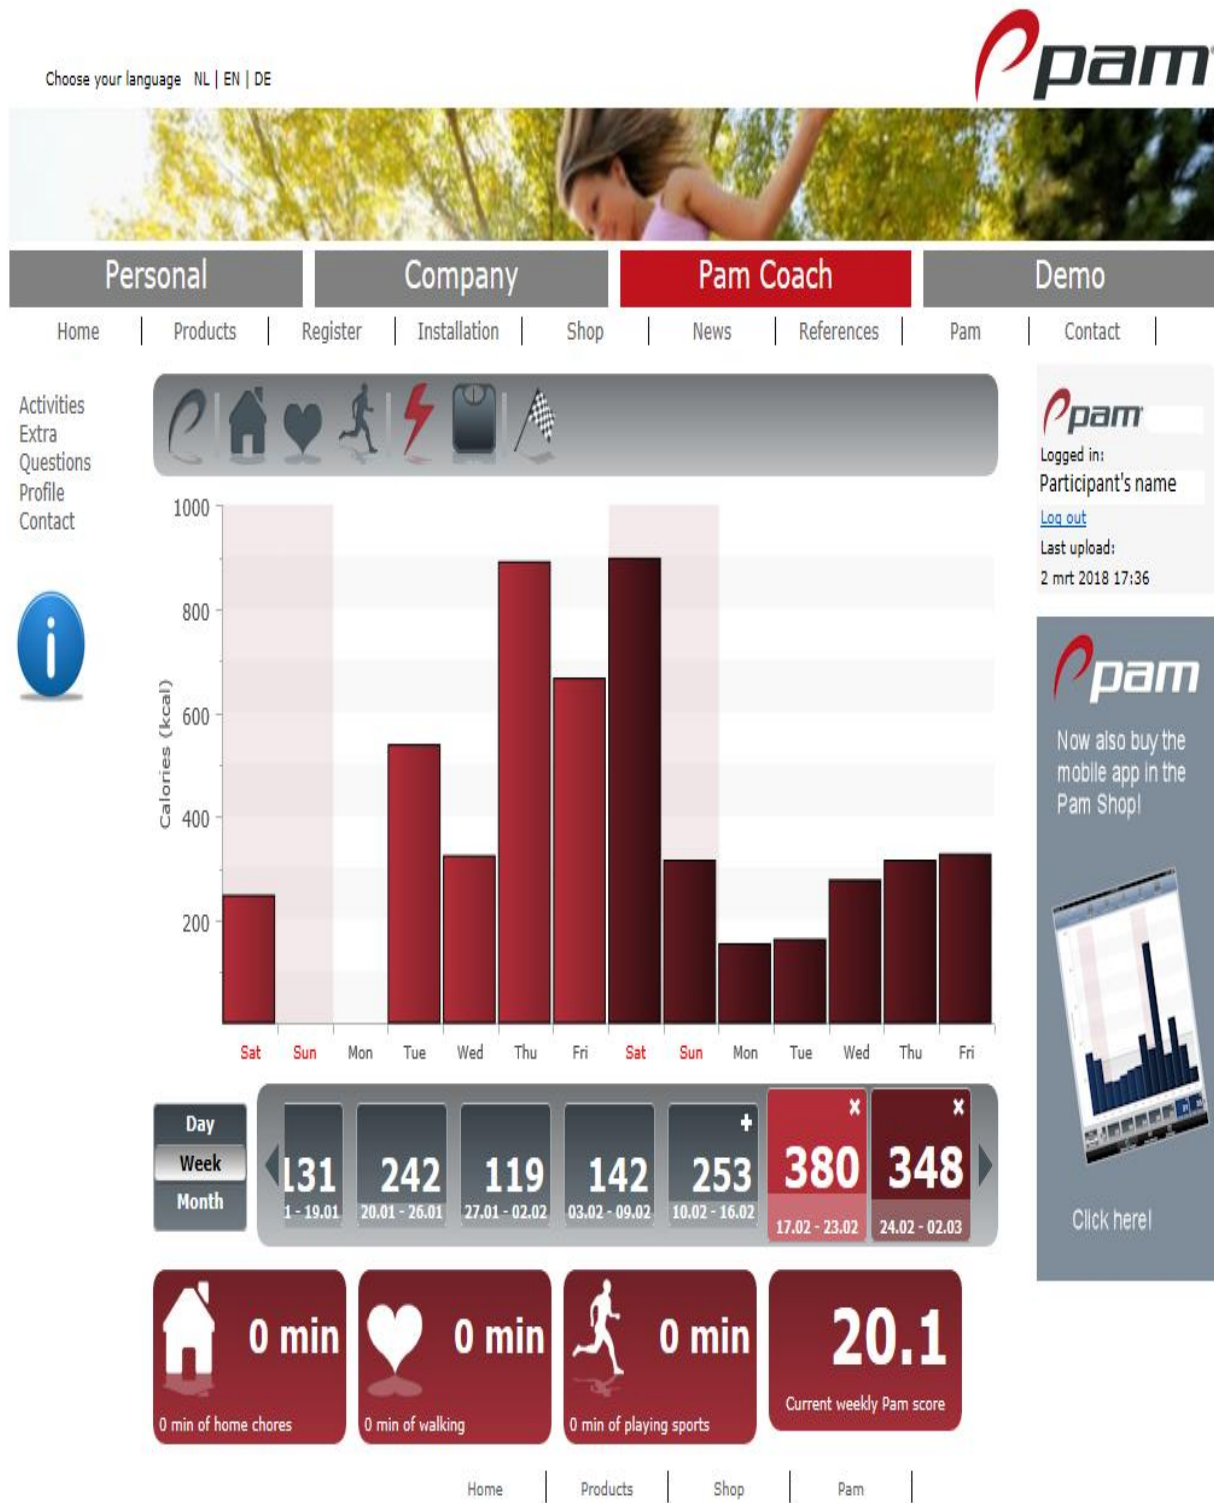 pam
Choose your language NL | EN | DE
Personal Company Pam Coach Demo
Home Products Register Installation Shop News References Pam Contact
Activities
Extra
Questions
Profile
Contact
i
pam
Logged in:
Participant's name
Log out
Last upload:
2 mrt 2018 17:36
1000
800
600
400
200
Calories (kcal)
Sat Sun Mon Tue Wed Thu Fri Sat Sun Mon Tue Wed Thu Fri
pam
Now also buy the
mobile app in the
Pam Shop!
Click here!
Day
Week
Month
131 242 119 142 253 380 348
1 - 19.01 20.01 - 26.01 27.01 - 02.02 03.02 - 09.02 10.02 - 16.02 17.02 - 23.02 24.02 - 02.03
0 min 0 min 0 min 20.1
0 min of home chores 0 min of walking 0 min of playing sports Current weekly Pam score
Home Products Shop Pam